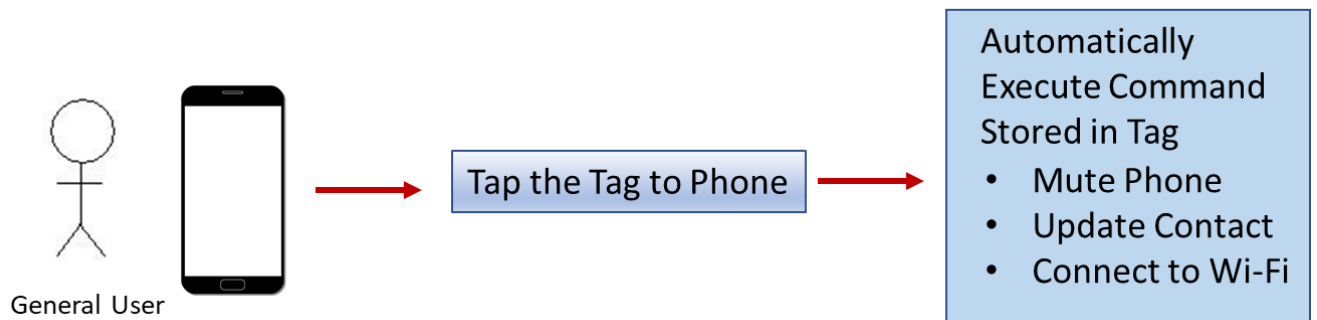 General User
Tap the Tag to Phone
Automatically
Execute Command
Stored in Tag
• Mute Phone
• Update Contact
• Connect to Wi-Fi